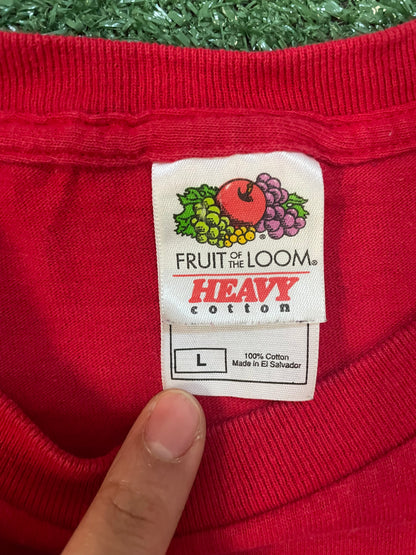 FRUIT OF THE LOOM®
HEAVY
cotton
L
100% Cotton
Made in El Salvador